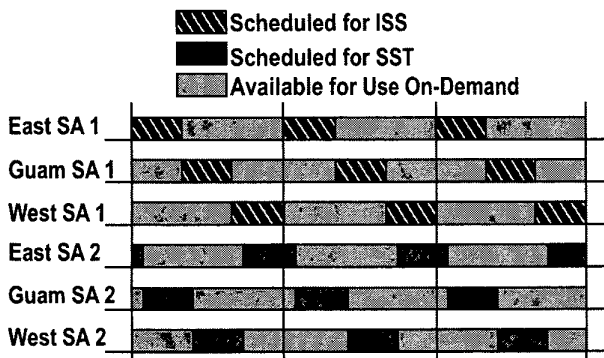 Scheduled for ISS
Scheduled for SST
Available for Use On-Demand
East SA 1
Guam SA 1
West SA 1
East SA 2
Guam SA 2
West SA 2